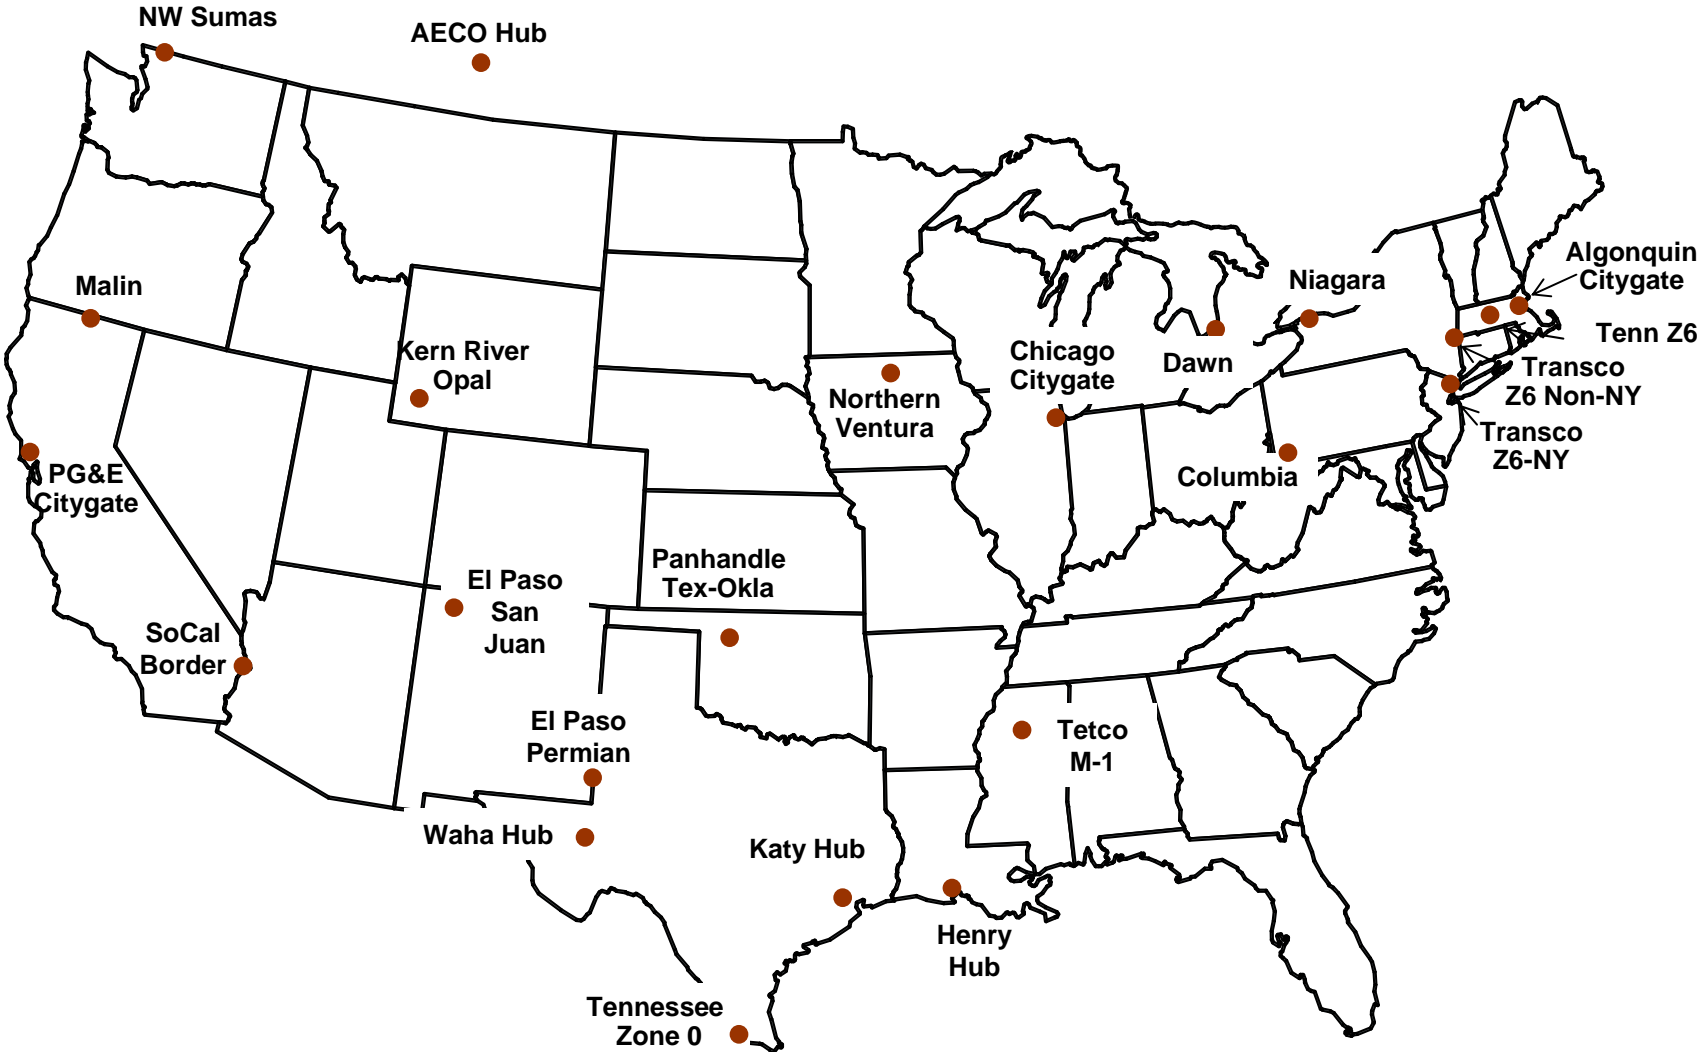 NW Sumas
AECO Hub
Malin
Kern River
Opal
Northern
Ventura
Chicago
Citygate
Dawn
Niagara
Algonquin
Citygate
Tenn Z6
Transco
Z6 Non-NY
Transco
Z6-NY
Columbia
PG&E
Citygate
SoCal
Border
El Paso
San
Juan
Panhandle
Tex-Okla
El Paso
Permian
Tetco
M-1
Waha Hub
Katy Hub
Henry
Hub
Tennessee
Zone 0